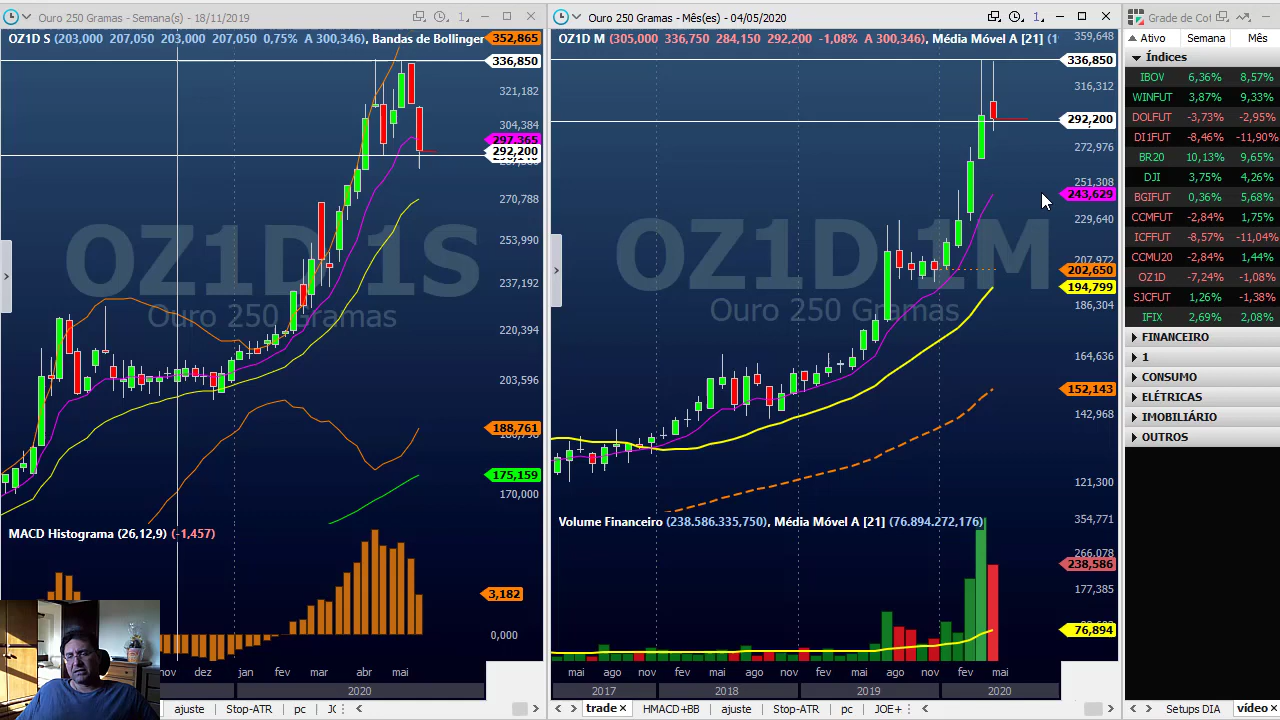 Ouro 250 Gramas - Semana(s) - 18/11/2019
1
OZ1D S (203,000 207,050 203,000 207,050 0,75% A 300,346), Bandas de Bollinger
352,865
336,850
321,182
304,384
297,365
292,200
270,788
253,990
237,192
220,394
203,596
188,761
175,159
170,000
OZ1D 1S
Ouro 250 Gramas
MACD Histograma (26,12,9) (-1,457)
3,182
0,000
nov dez jan fev mar abr mai
2020
ajuste Stop-ATR pc
Ouro 250 Gramas - Mês(es) - 04/05/2020
1
OZ1D M (305,000 336,750 284,150 292,200 -1,08% A 300,346), Média Móvel A [21]
359,648
336,850
316,312
292,200
272,976
251,308
243,629
229,640
207,972
202,650
194,799
186,304
164,636
152,143
142,968
121,300
OZ1D 1M
Ouro 250 Gramas
Volume Financeiro (238.586.335,750), Média Móvel A [21] (76.894.272,176)
354,771
266,078
238,586
177,385
76,894
mai ago nov fev mai ago nov fev mai ago nov fev mai
2017 2018 2019 2020
trade HMACD+BB ajuste Stop-ATR pc JOE+
Grade de Cot
Ativo Semana Mês
Índices
IBOV 6,36% 8,57%
WINFUT 3,87% 9,33%
DOLFUT -3,73% -2,95%
DI1FUT -8,46% -11,90%
BR20 10,13% 9,65%
DJI 3,75% 4,26%
BGIFUT 0,36% 5,68%
CCMFUT -2,84% 1,75%
ICFFUT -8,57% -11,04%
CCMU20 -2,84% 1,44%
OZ1D -7,24% -1,08%
SJCFUT 1,26% -1,38%
IFIX 2,69% 2,08%
FINANCEIRO
1
CONSUMO
ELÉTRICAS
IMOBILIÁRIO
OUTROS
Setups DIA vídeo